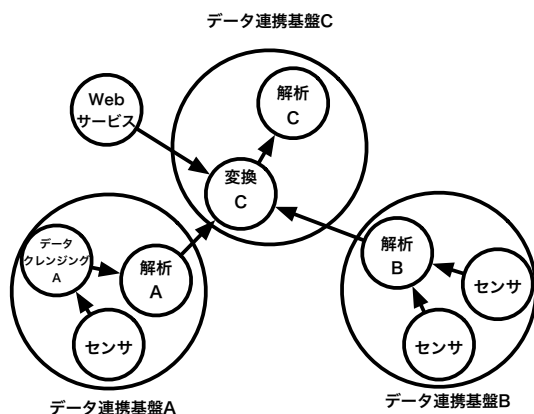 データ連携基盤C
Web
サービス
解析
C
変換
C
データ
クレンジング
A
解析
A
センサ
データ連携基盤A
解析
B
センサ
センサ
データ連携基盤B